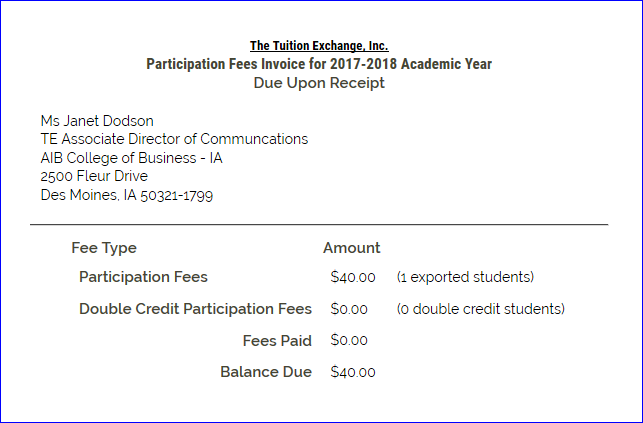 The Tuition Exchange, Inc.
Participation Fees Invoice for 2017-2018 Academic Year
Due Upon Receipt
Ms Janet Dodson
TE Associate Director of Communcations
AIB College of Business - IA
2500 Fleur Drive
Des Moines, IA 50321-1799
Fee Type Amount
Participation Fees $40.00 (1 exported students)
Double Credit Participation Fees $0.00 (0 double credit students)
Fees Paid $0.00
Balance Due $40.00